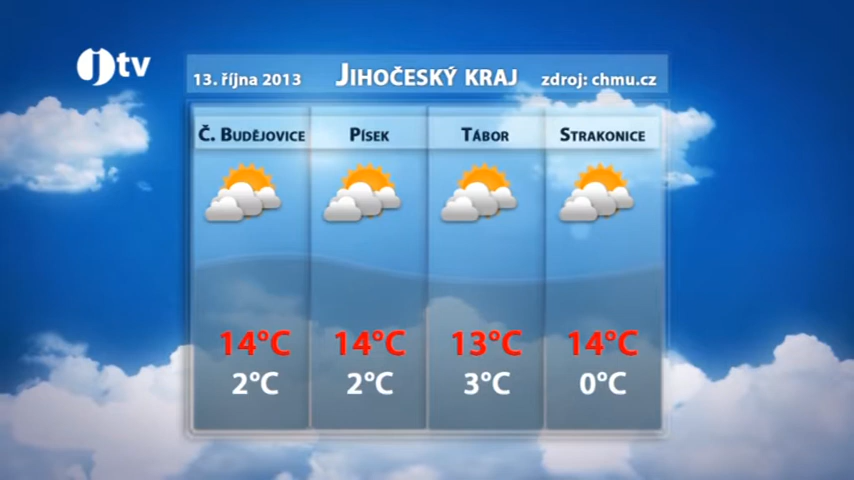 jtv
13. října 2013 JIHOČESKÝ KRAJ zdroj: chmu.cz
Č. BUDĚJOVICE PÍSEK TÁBOR STRAKONICE
14°C 14°C 13°C 14°C
2°C 2°C 3°C 0°C